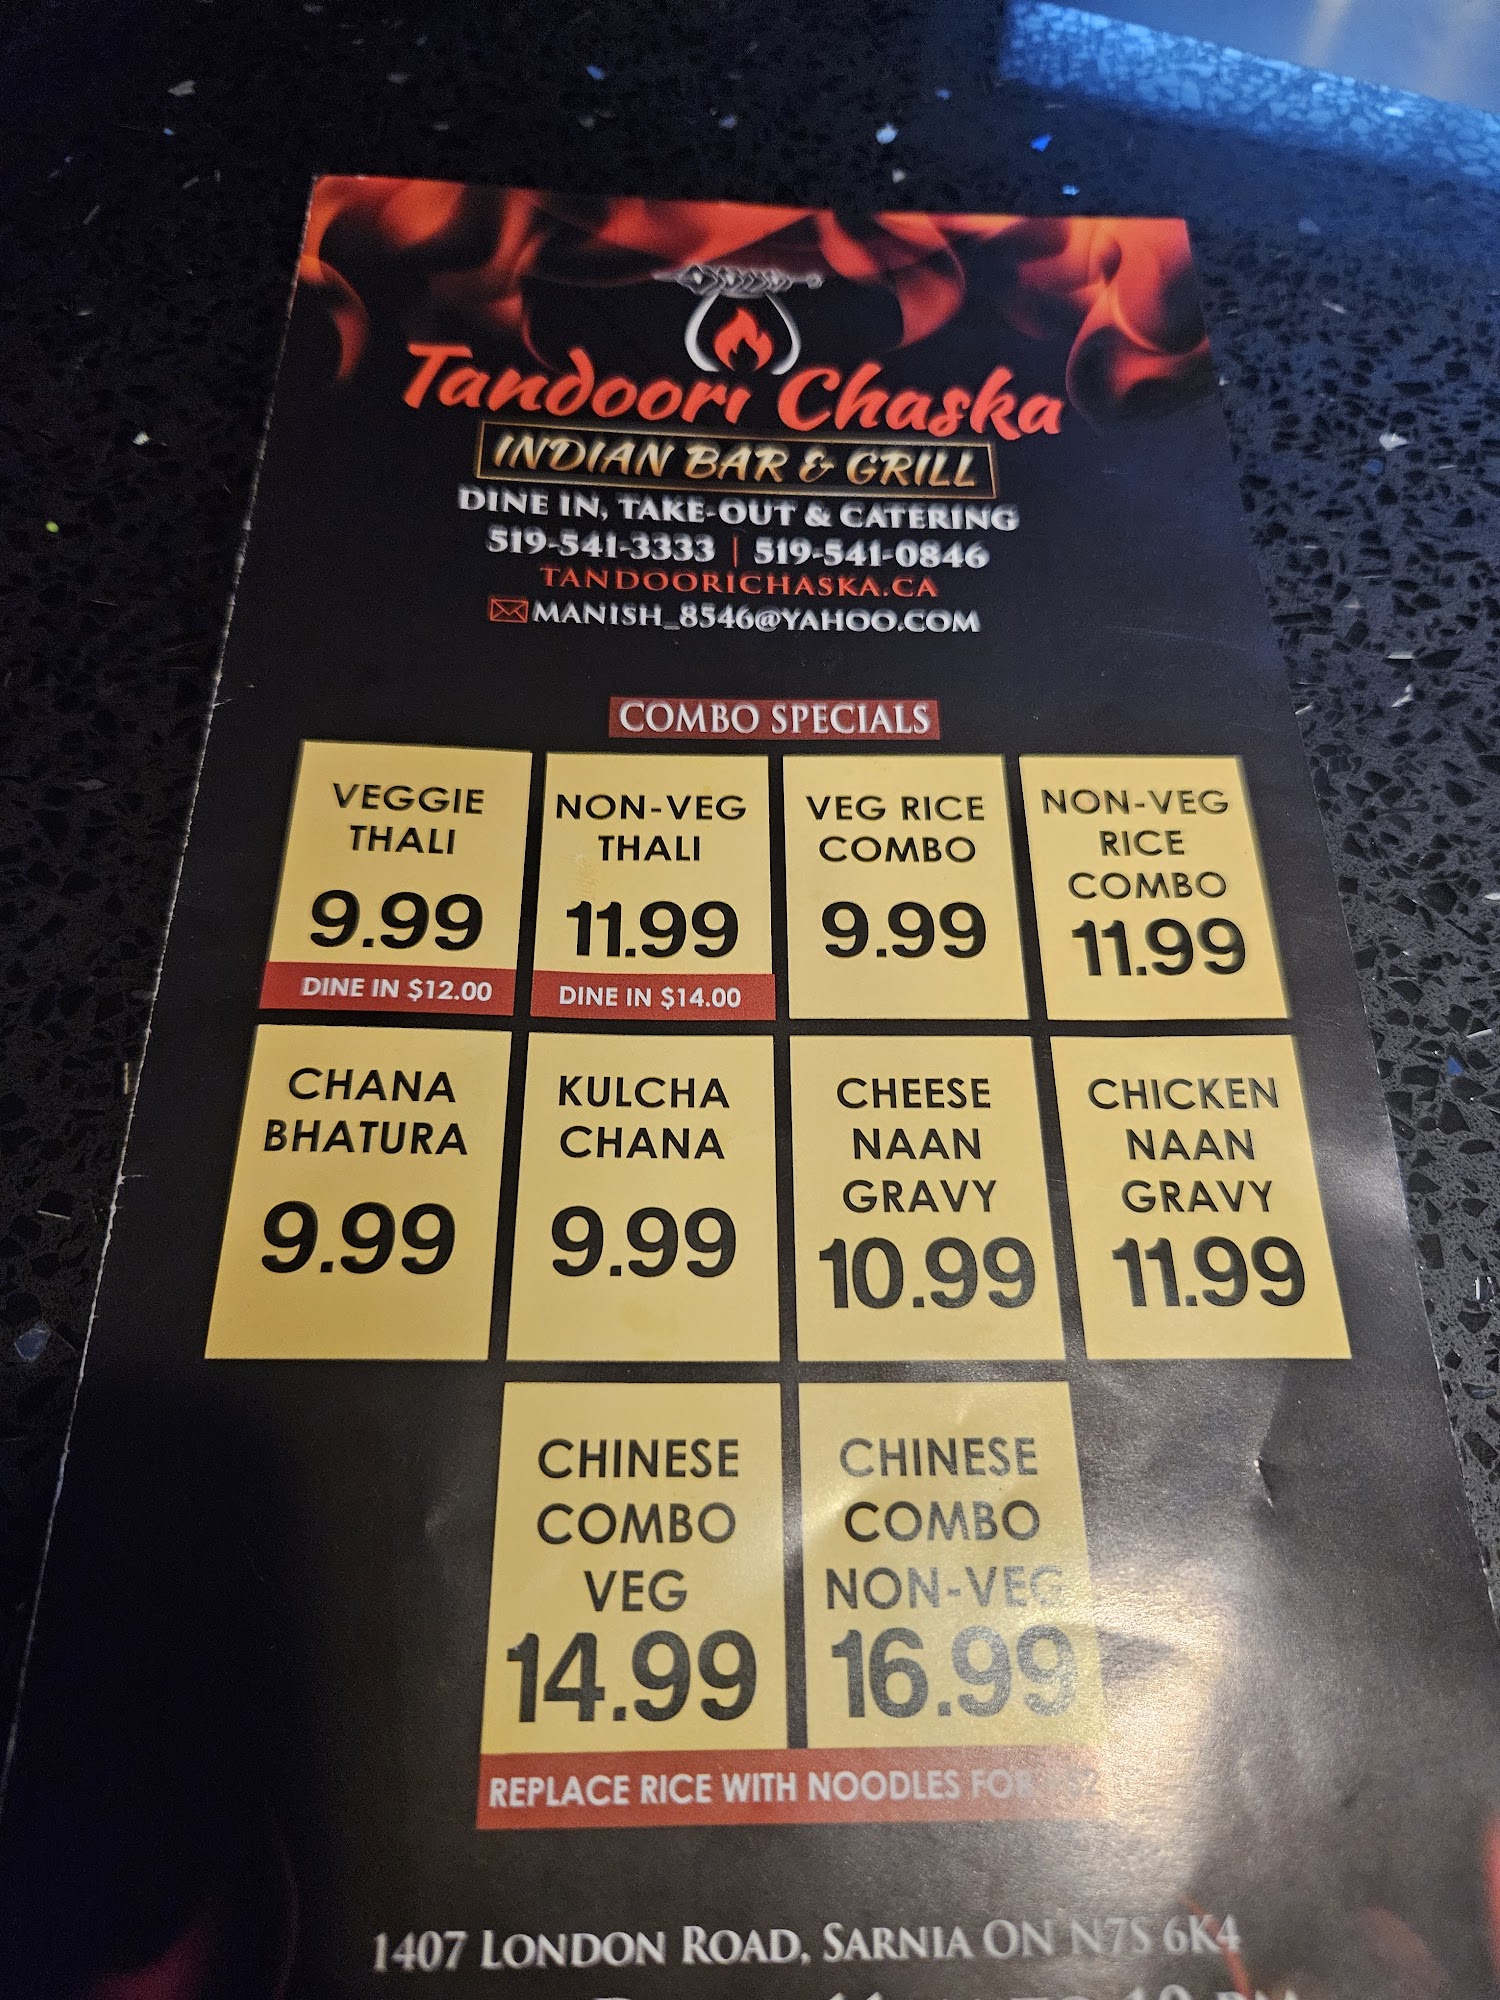 Tandoori Chaska
INDIAN BAR & GRILL
DINE IN, TAKE-OUT & CATERING
519-541-3333 | 519-541-0846
TANDOORICHASKA.CA
MANISH_8546@YAHOO.COM
COMBO SPECIALS
VEGGIE
THALI
9.99
DINE IN $12.00
NON-VEG
THALI
11.99
DINE IN $14.00
VEG RICE
COMBO
9.99
NON-VEG
RICE
COMBO
11.99
CHANA
BHATURA
9.99
KULCHA
CHANA
9.99
CHEESE
NAAN
GRAVY
10.99
CHICKEN
NAAN
GRAVY
11.99
CHINESE
COMBO
VEG
14.99
CHINESE
COMBO
NON-VEG
16.99
REPLACE RICE WITH NOODLES FOR
1407 LONDON ROAD, SARNIA ON N7S 6K4